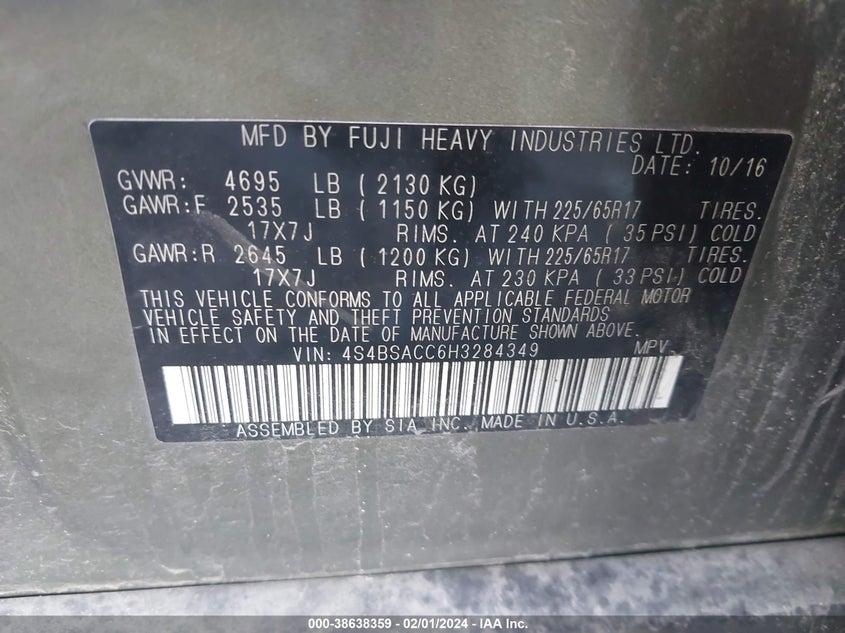 MFD BY FUJI HEAVY INDUSTRIES LTD.
DATE: 10/16
GVWR: 4695 LB ( 2130 KG)
GAWR:F 2535 LB ( 1150 KG) WITH 225/65R17 TIRES.
17X7J RIMS. AT 240 KPA ( 35 PSI) COLD
GAWR:R 2645 LB ( 1200 KG) WITH 225/65R17 TIRES.
17X7J RIMS. AT 230 KPA ( 33 PSI) COLD
THIS VEHICLE CONFORMS TO ALL APPLICABLE FEDERAL MOTOR
VEHICLE SAFETY AND THEFT PREVENTION STANDARDS
IN EFFECT ON THE DATE OF MANUFACTURE SHOWN ABOVE.
VIN: 4S4BSACC6H3284349 MPV
ASSEMBLED BY SIA INC. MADE IN U.S.A.
000-38638359 - 02/01/2024 - IAA Inc.